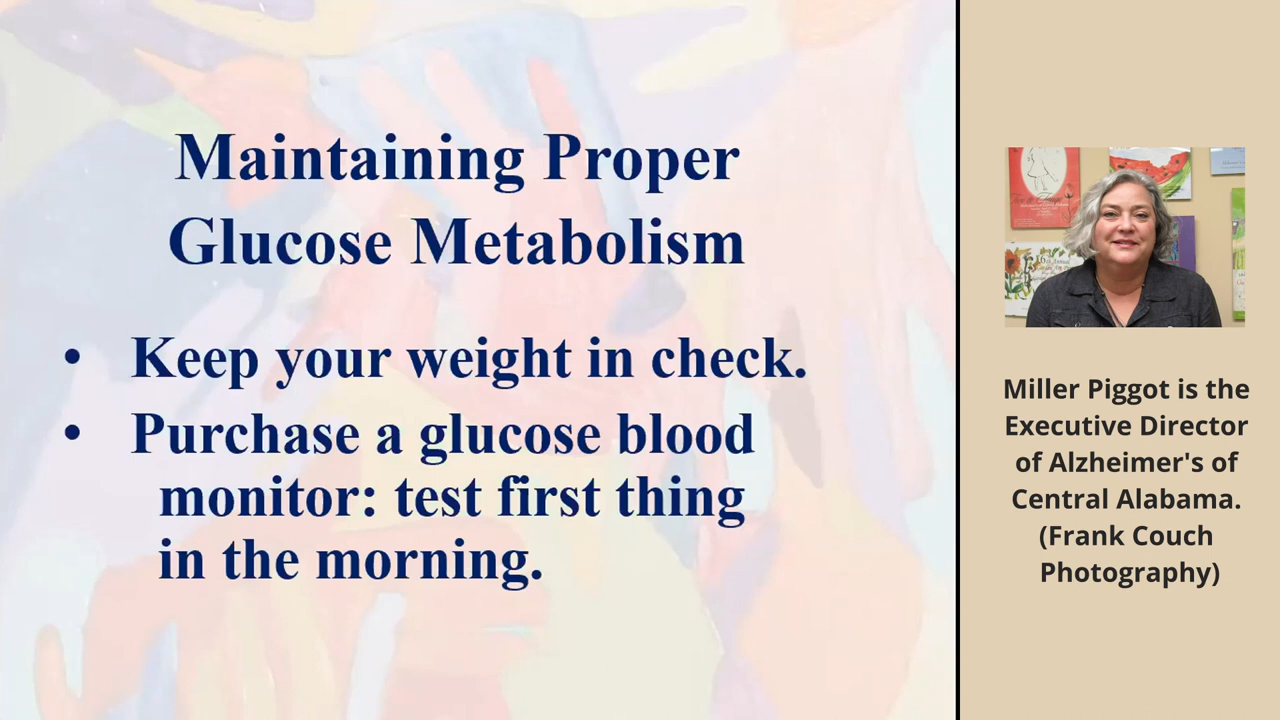 Maintaining Proper
Glucose Metabolism
• Keep your weight in check.
• Purchase a glucose blood
monitor: test first thing
in the morning.
Miller Piggot is the
Executive Director
of Alzheimer's of
Central Alabama.
(Frank Couch
Photography)